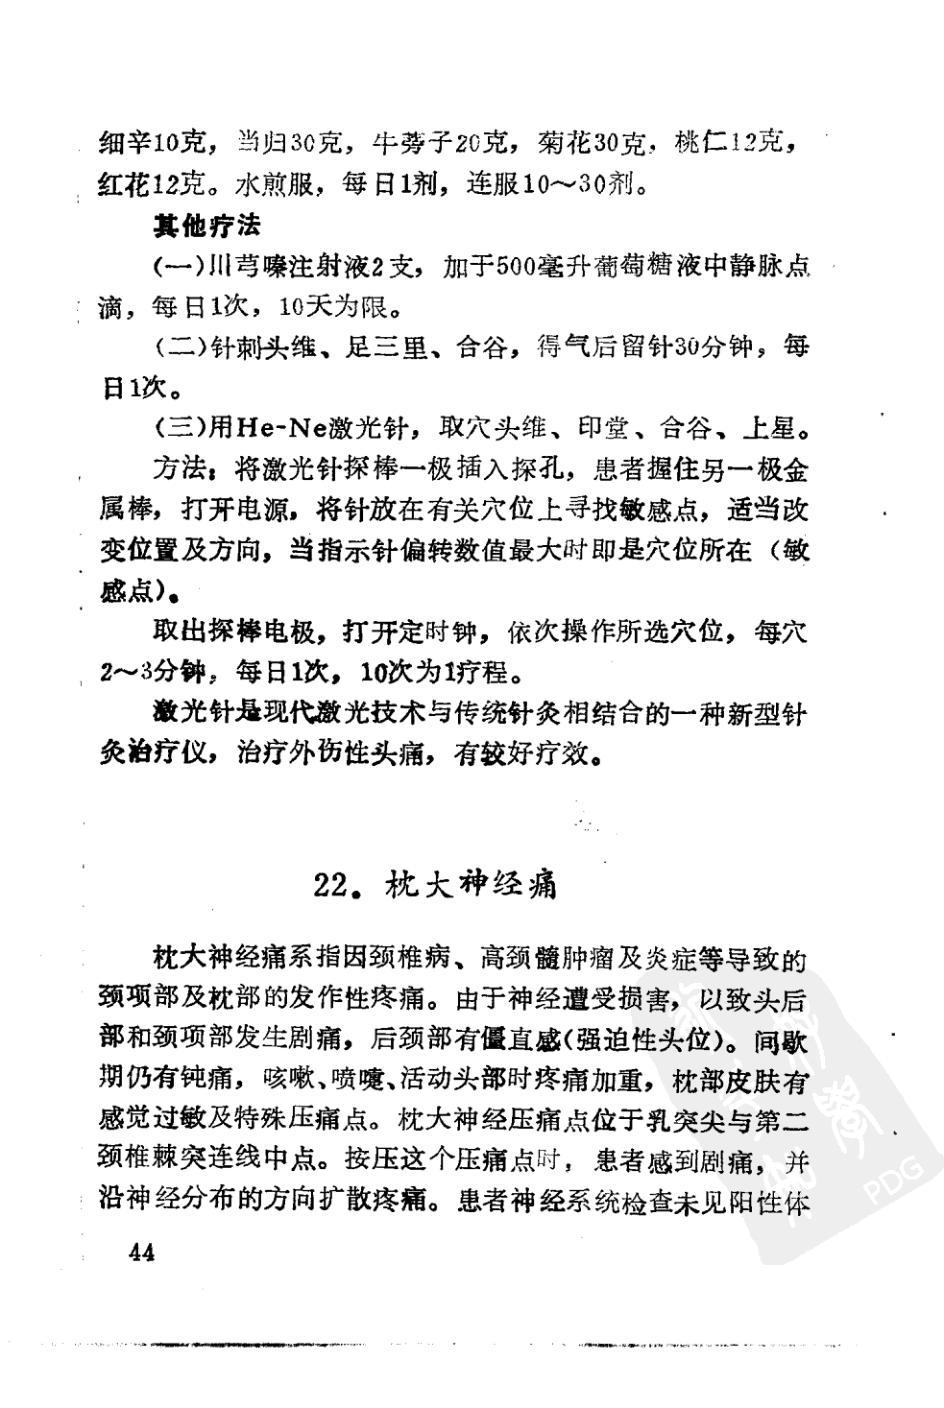 细辛10克，当归30克，牛蒡子20克，菊花30克，桃仁12克，
红花12克。水煎服，每日1剂，连服10～30剂。
其他疗法
(一)川芎嗪注射液2支，加于500毫升葡萄糖液中静脉点
滴，每日1次，10天为限。
(二)针刺头维、足三里、合谷，得气后留针30分钟，每
日1次。
(三)用He-Ne激光针，取穴头维、印堂、合谷、上星。
方法：将激光针探棒一极插入探孔，患者握住另一极金
属棒，打开电源，将针放在有关穴位上寻找敏感点，适当改
变位置及方向，当指示针偏转数值最大时即是穴位所在（敏
感点）。
取出探棒电极，打开定时钟，依次操作所选穴位，每穴
2～3分钟，每日1次，10次为1疗程。
激光针是现代激光技术与传统针灸相结合的一种新型针
灸治疗仪，治疗外伤性头痛，有较好疗效。
22。枕大神经痛
枕大神经痛系指因颈椎病、高颈髓肿瘤及炎症等导致的
颈项部及枕部的发作性疼痛。由于神经遭受损害，以致头后
部和颈项部发生剧痛，后颈部有僵直感(强迫性头位)。间歇
期仍有钝痛，咳嗽、喷嚏、活动头部时疼痛加重，枕部皮肤有
感觉过敏及特殊压痛点。枕大神经压痛点位于乳突尖与第二
颈椎棘突连线中点。按压这个压痛点时，患者感到剧痛，并
沿神经分布的方向扩散疼痛。患者神经系统检查未见阳性体
PDG
44